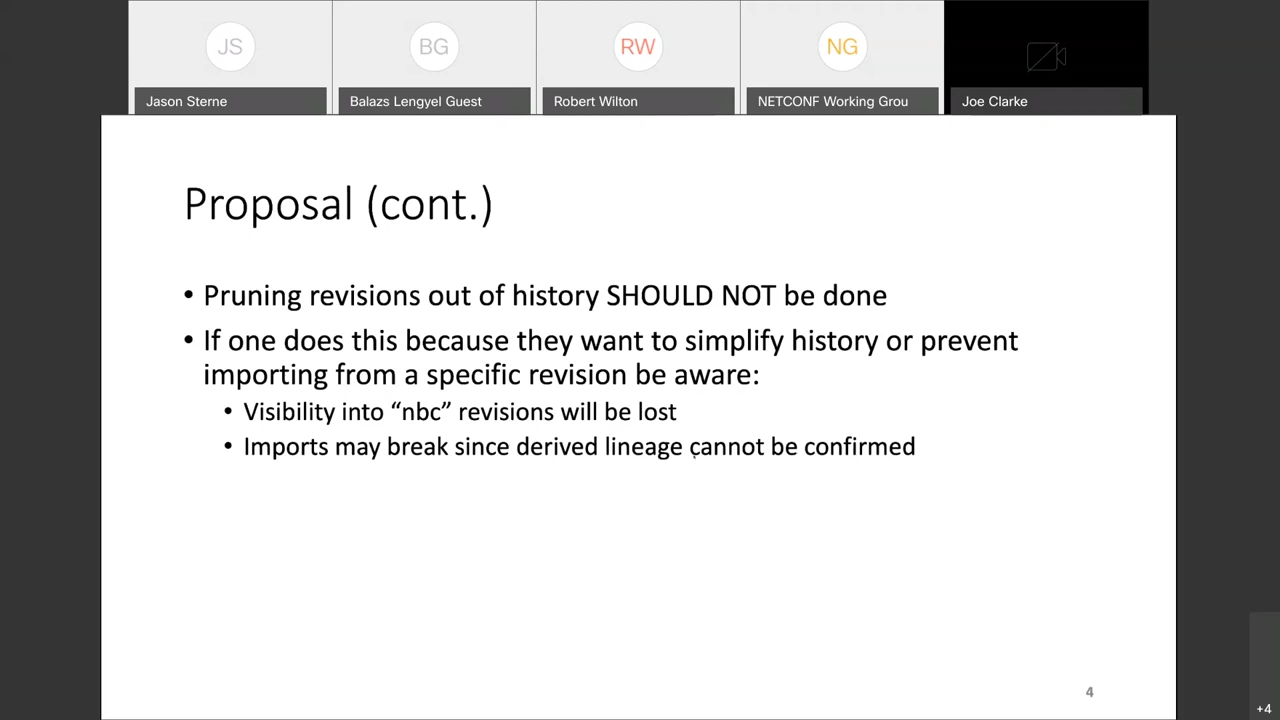 JS
BG
RW
NG
Jason Sterne
Balazs Lengyel Guest
Robert Wilton
NETCONF Working Grou
Joe Clarke
Proposal (cont.)
• Pruning revisions out of history SHOULD NOT be done
• If one does this because they want to simplify history or prevent
importing from a specific revision be aware:
• Visibility into “nbc” revisions will be lost
• Imports may break since derived lineage cannot be confirmed
4
+4